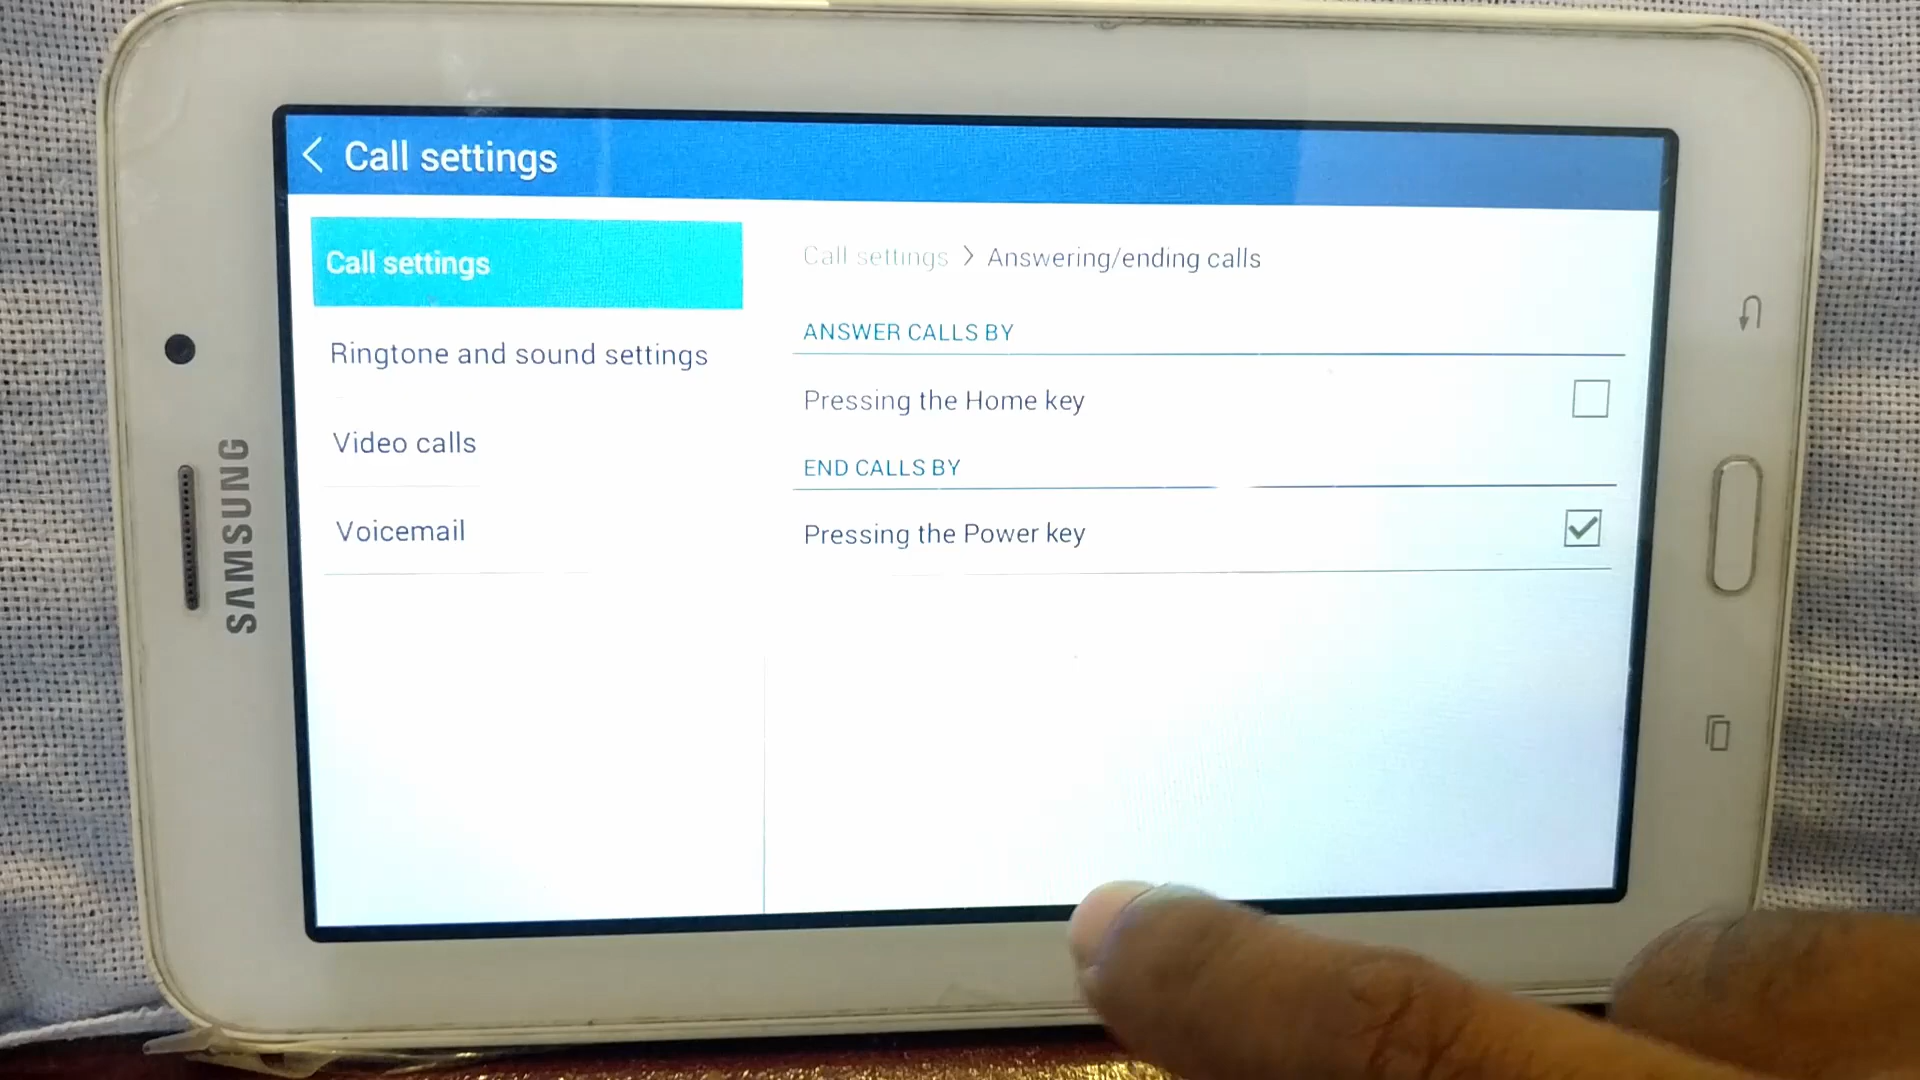 Call settings
Call settings
Ringtone and sound settings
Video calls
Voicemail
Call settings > Answering/ending calls
ANSWER CALLS BY
Pressing the Home key
END CALLS BY
Pressing the Power key
SAMSUNG